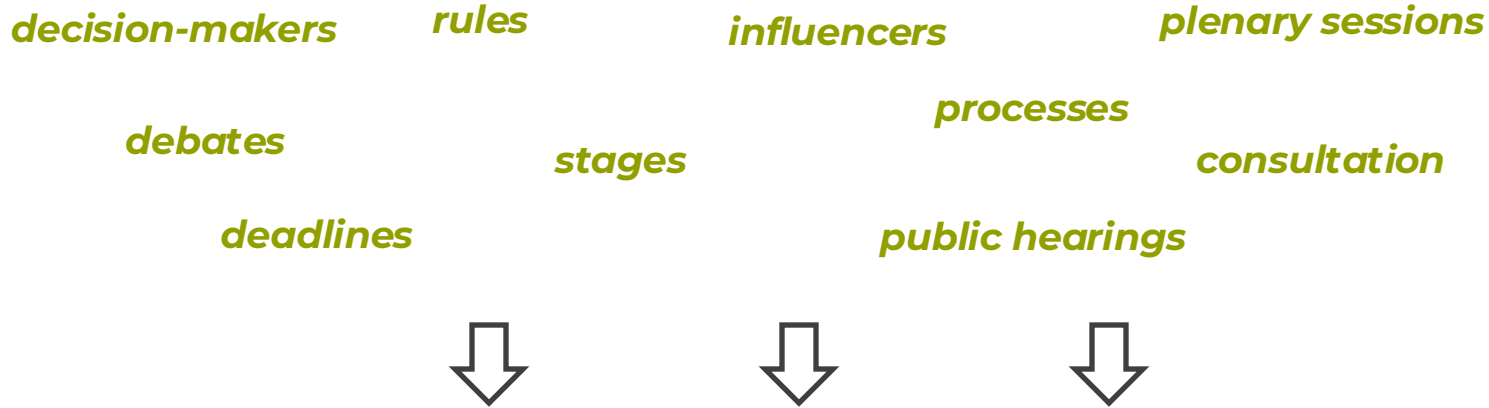 decision-makers
rules
influencers
plenary sessions
debates
stages
processes
consultation
deadlines
public hearings